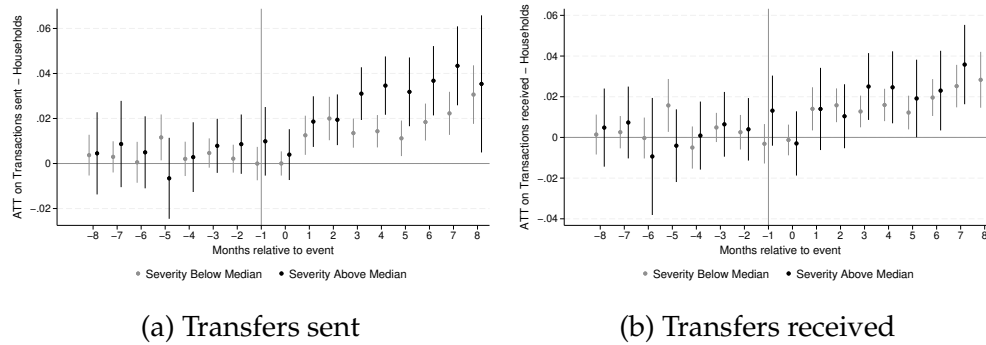 ATT on Transactions sent – Households
.06
.04
.02
0
-.02
−8 −7 −6 −5 −4 −3 −2 −1 0 1 2 3 4 5 6 7 8
Months relative to event
Severity Below Median Severity Above Median
(a) Transfers sent
ATT on Transactions received – Households
.06
.04
.02
0
-.02
-.04
−8 −7 −6 −5 −4 −3 −2 −1 0 1 2 3 4 5 6 7 8
Months relative to event
Severity Below Median Severity Above Median
(b) Transfers received